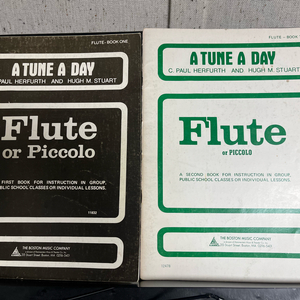 FLUTE - BOOK ONE
A TUNE A DAY
PAUL HERFURTH AND HUGH M. STUART
Flute
or Piccolo
FIRST BOOK FOR INSTRUCTION IN GROUP,
PUBLIC SCHOOL CLASSES OR INDIVIDUAL LESSONS.
THE BOSTON MUSIC COMPANY
FLUTE - BOOK
A TUNE A DAY
C. PAUL HERFURTH AND HUGH M. STUART
Flute
or PICCOLO
A SECOND BOOK FOR INSTRUCTION IN GROUP,
PUBLIC SCHOOL CLASSES OR INDIVIDUAL LESSONS.
THE BOSTON MUSIC COMPANY